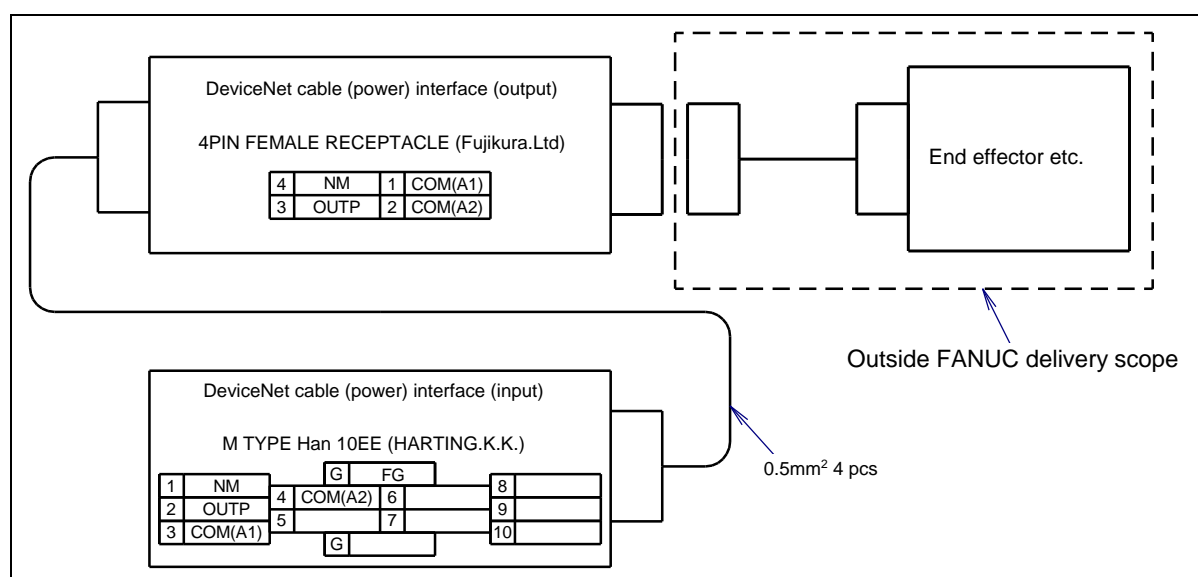 DeviceNet cable (power) interface (output)
4PIN FEMALE RECEPTACLE (Fujikura.Ltd)
4 NM 1 COM(A1)
3 OUTP 2 COM(A2)
End effector etc.
Outside FANUC delivery scope
DeviceNet cable (power) interface (input)
M TYPE Han 10EE (HARTING.K.K.)
G FG
1 NM
2 OUTP
3 COM(A1)
4 COM(A2) 6
5 7
8
9
10
G
0.5mm² 4 pcs